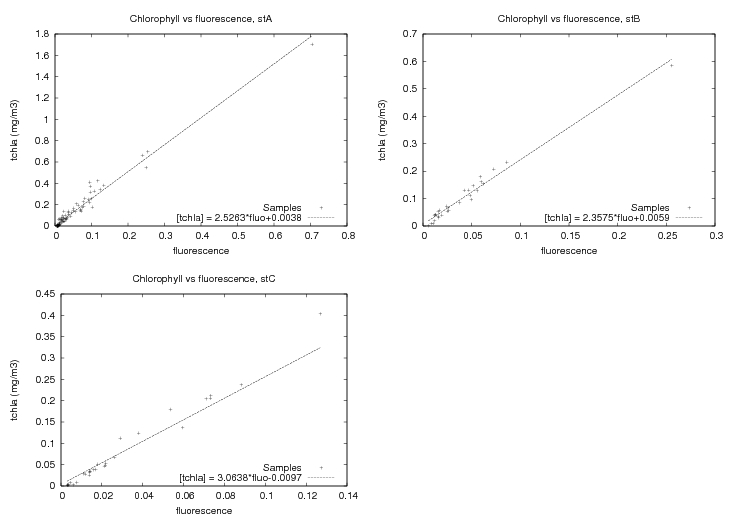 Chlorophyll vs fluorescence, stA
1.8
1.6
1.4
1.2
1
0.8
0.6
0.4
0.2
0
tchla (mg/m3)
Samples
[tchla] = 2.5263*fluo+0.0038
0 0.1 0.2 0.3 0.4 0.5 0.6 0.7 0.8
fluorescence
Chlorophyll vs fluorescence, stB
0.7
0.6
0.5
0.4
0.3
0.2
0.1
0
tchla (mg/m3)
Samples
[tchla] = 2.3575*fluo+0.0059
0 0.05 0.1 0.15 0.2 0.25 0.3
fluorescence
Chlorophyll vs fluorescence, stC
0.45
0.4
0.35
0.3
0.25
0.2
0.15
0.1
0.05
0
tchla (mg/m3)
Samples
[tchla] = 3.0638*fluo-0.0097
0 0.02 0.04 0.06 0.08 0.1 0.12 0.14
fluorescence